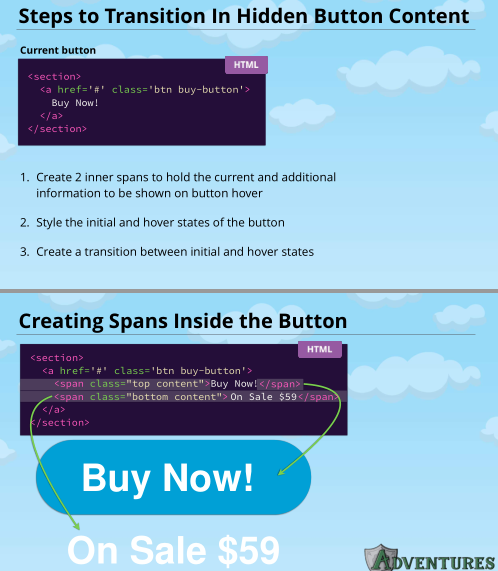 Steps to Transition In Hidden Button Content
Current button
HTML
<section>
<a href='#' class='btn buy-button'>
Buy Now!
</a>
</section>
1. Create 2 inner spans to hold the current and additional
information to be shown on button hover
2. Style the initial and hover states of the button
3. Create a transition between initial and hover states
Creating Spans Inside the Button
HTML
<section>
<a href='#' class='btn buy-button'>
<span class="top content">Buy Now!</span>
<span class="bottom content">On Sale $59</span>
</a>
</section>
Buy Now!
On Sale $59
ADVENTURES